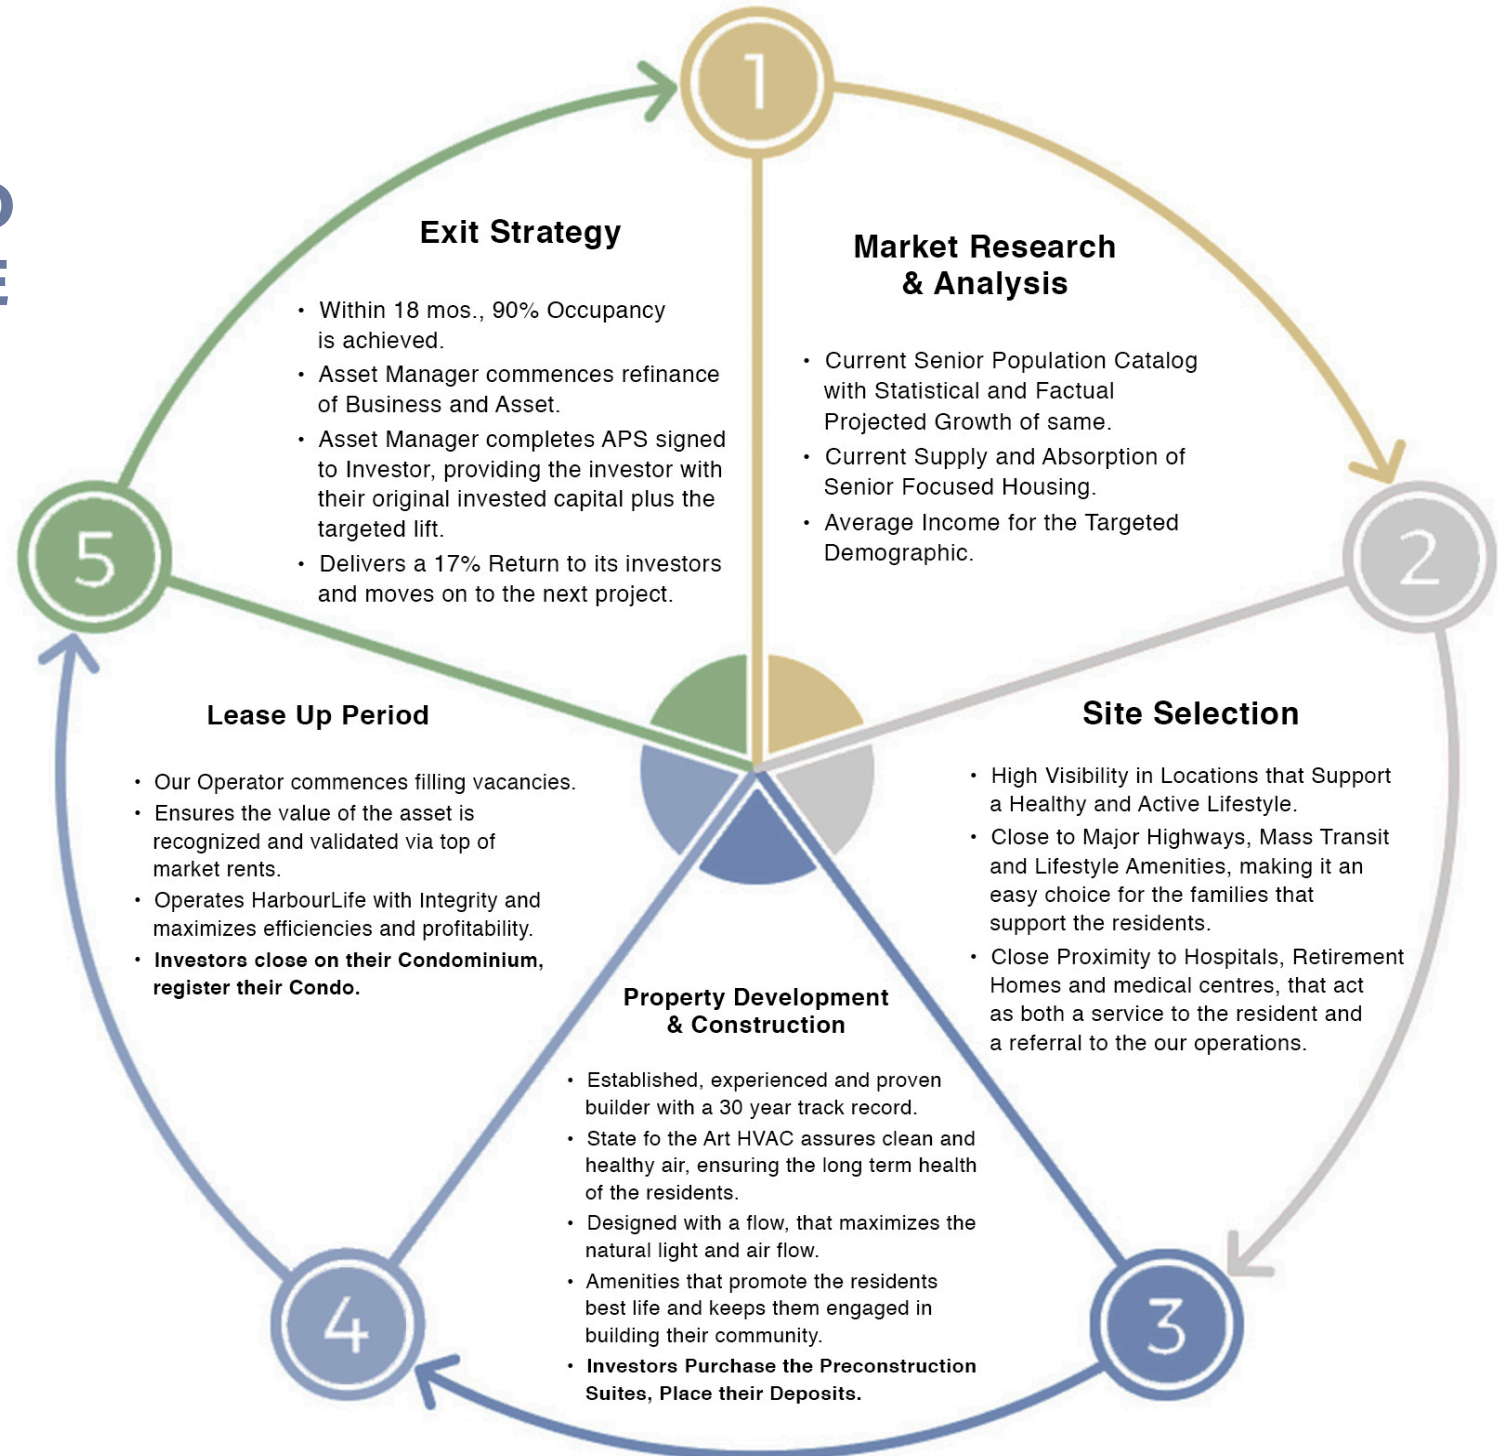 1
Market Research
& Analysis
• Current Senior Population Catalog
with Statistical and Factual
Projected Growth of same.
• Current Supply and Absorption of
Senior Focused Housing.
• Average Income for the Targeted
Demographic.
2
Site Selection
• High Visibility in Locations that Support
a Healthy and Active Lifestyle.
• Close to Major Highways, Mass Transit
and Lifestyle Amenities, making it an
easy choice for the families that
support the residents.
• Close Proximity to Hospitals, Retirement
Homes and medical centres, that act
as both a service to the resident and
a referral to the our operations.
3
Property Development
& Construction
• Established, experienced and proven
builder with a 30 year track record.
• State fo the Art HVAC assures clean and
healthy air, ensuring the long term health
of the residents.
• Designed with a flow, that maximizes the
natural light and air flow.
• Amenities that promote the residents
best life and keeps them engaged in
building their community.
• Investors Purchase the Preconstruction
Suites, Place their Deposits.
4
Lease Up Period
• Our Operator commences filling vacancies.
• Ensures the value of the asset is
recognized and validated via top of
market rents.
• Operates HarbourLife with Integrity and
maximizes efficiencies and profitability.
• Investors close on their Condominium,
register their Condo.
5
Exit Strategy
• Within 18 mos., 90% Occupancy
is achieved.
• Asset Manager commences refinance
of Business and Asset.
• Asset Manager completes APS signed
to Investor, providing the investor with
their original invested capital plus the
targeted lift.
• Delivers a 17% Return to its investors
and moves on to the next project.